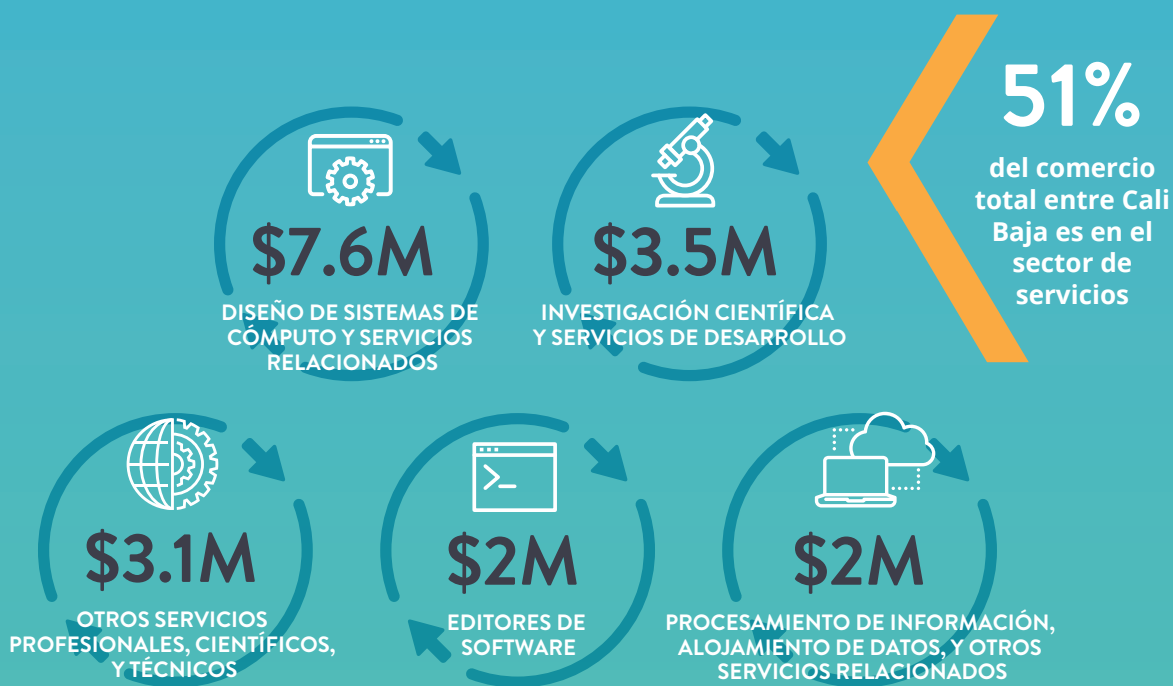 $7.6M
DISEÑO DE SISTEMAS DE
CÓMPUTO Y SERVICIOS
RELACIONADOS
$3.5M
INVESTIGACIÓN CIENTÍFICA
Y SERVICIOS DE DESARROLLO
51%
del comercio
total entre Cali
Baja es en el
sector de
servicios
$3.1M
OTROS SERVICIOS
PROFESIONALES, CIENTÍFICOS,
Y TÉCNICOS
$2M
EDITORES DE
SOFTWARE
$2M
PROCESAMIENTO DE INFORMACIÓN,
ALOJAMIENTO DE DATOS, Y OTROS
SERVICIOS RELACIONADOS